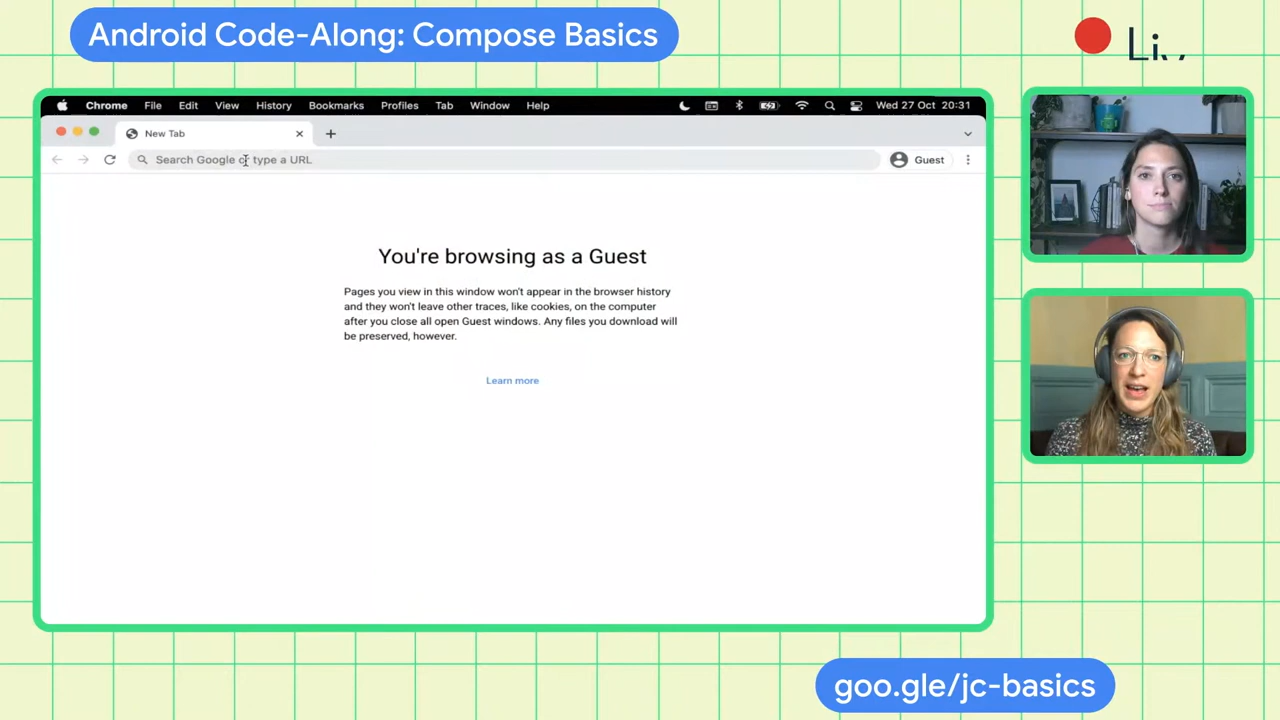 Android Code-Along: Compose Basics
Chrome File Edit View History Bookmarks Profiles Tab Window Help Wed 27 Oct 20:31
New Tab
Search Google or type a URL
Guest
You're browsing as a Guest
Pages you view in this window won't appear in the browser history
and they won't leave other traces, like cookies, on the computer
after you close all open Guest windows. Any files you download will
be preserved, however.
Learn more
goo.gle/jc-basics